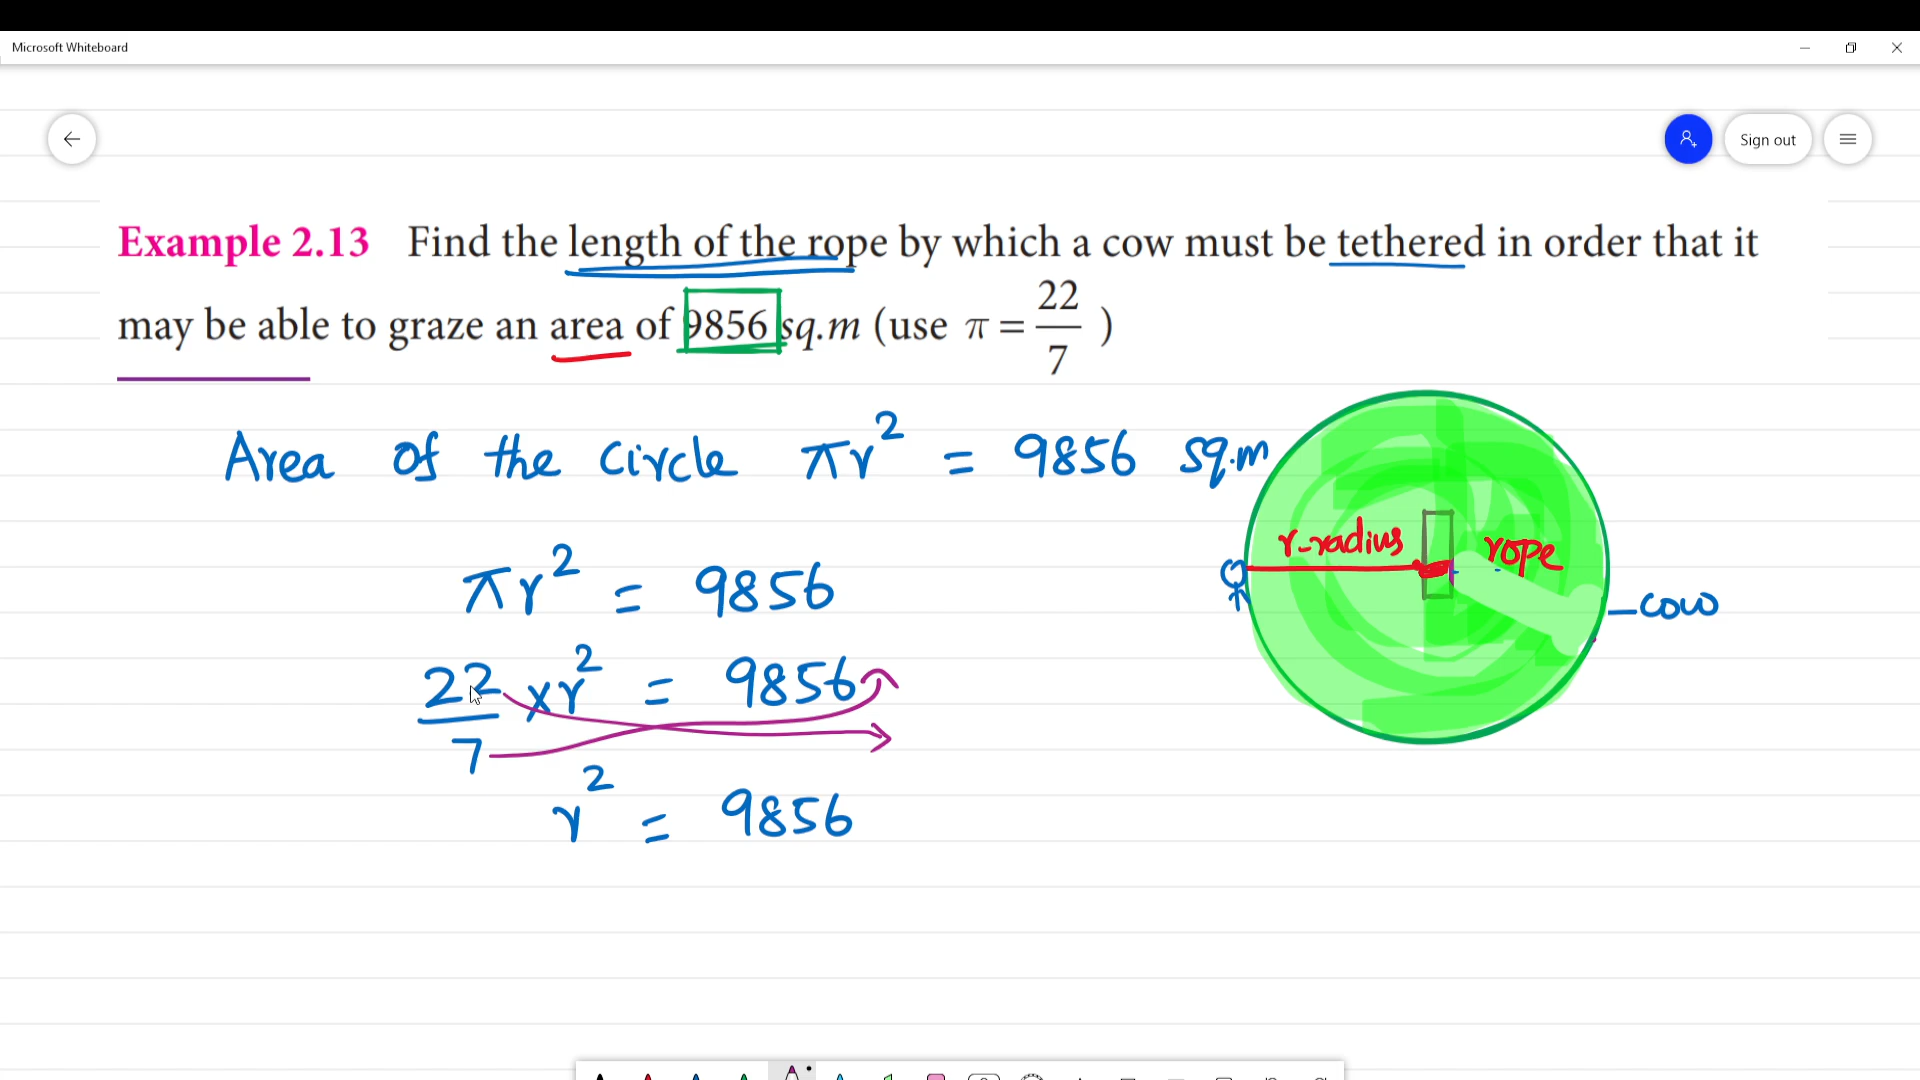 Microsoft Whiteboard
Sign out
Example 2.13 Find the length of the rope by which a cow must be tethered in order that it
may be able to graze an area of 9856 sq.m (use π = 22/7 )
Area of the circle πr² = 9856 sq.m
πr² = 9856
r-radius rope
cow
22/7 × r² = 9856
r² = 9856